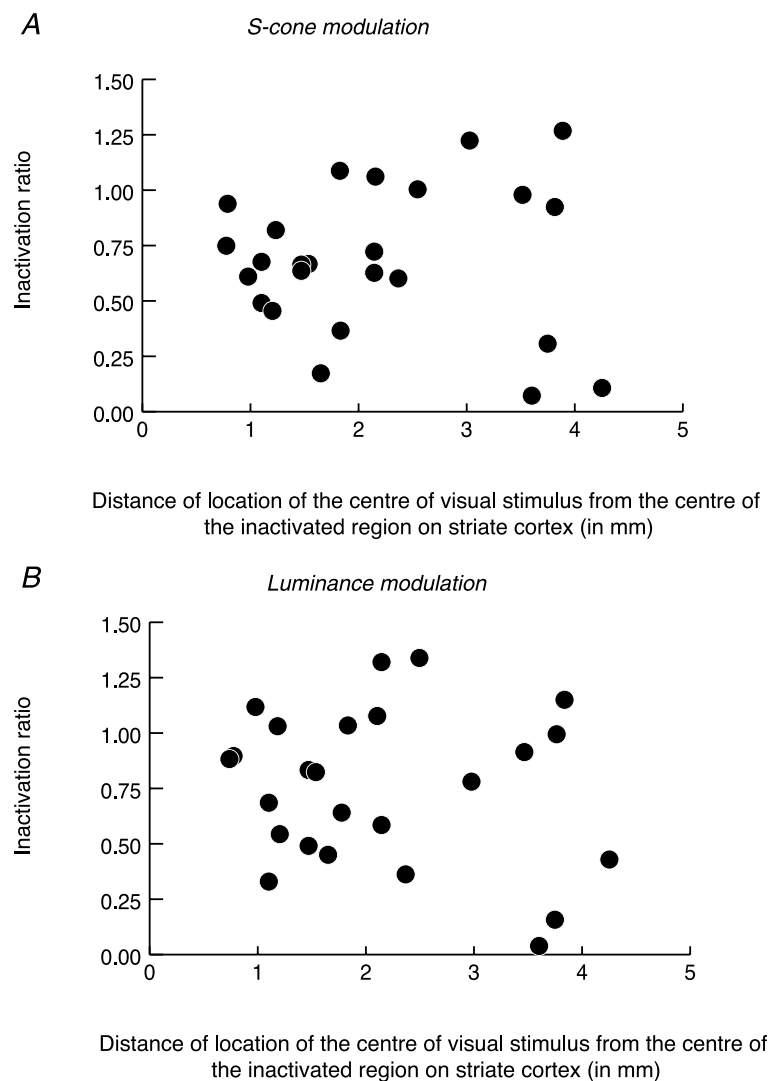 A
S-cone modulation
1.50
1.25
1.00
0.75
0.50
0.25
0.00
Inactivation ratio
0 1 2 3 4 5
Distance of location of the centre of visual stimulus from the centre of
the inactivated region on striate cortex (in mm)
B
Luminance modulation
1.50
1.25
1.00
0.75
0.50
0.25
0.00
Inactivation ratio
0 1 2 3 4 5
Distance of location of the centre of visual stimulus from the centre of
the inactivated region on striate cortex (in mm)